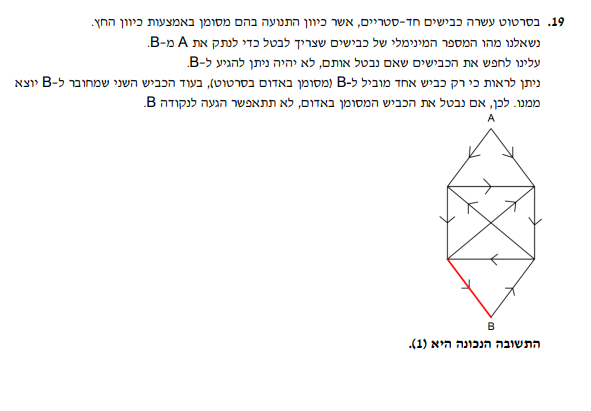 19. בסרטוט עשרה כבישים חד-סטריים, אשר כיוון התנועה בהם מסומן באמצעות כיוון החץ.
נשאלנו מהו המספר המינימלי של כבישים שצריך לבטל כדי לנתק את A מ-B.
עלינו לחפש את הכבישים שאם נבטל אותם, לא יהיה ניתן להגיע ל-B.
ניתן לראות כי רק כביש אחד מוביל ל-B (מסומן באדום בסרטוט), בעוד הכביש השני שמחובר ל-B יוצא
ממנו. לכן, אם נבטל את הכביש המסומן באדום, לא תתאפשר הגעה לנקודה B.
A
B
התשובה הנכונה היא (1).